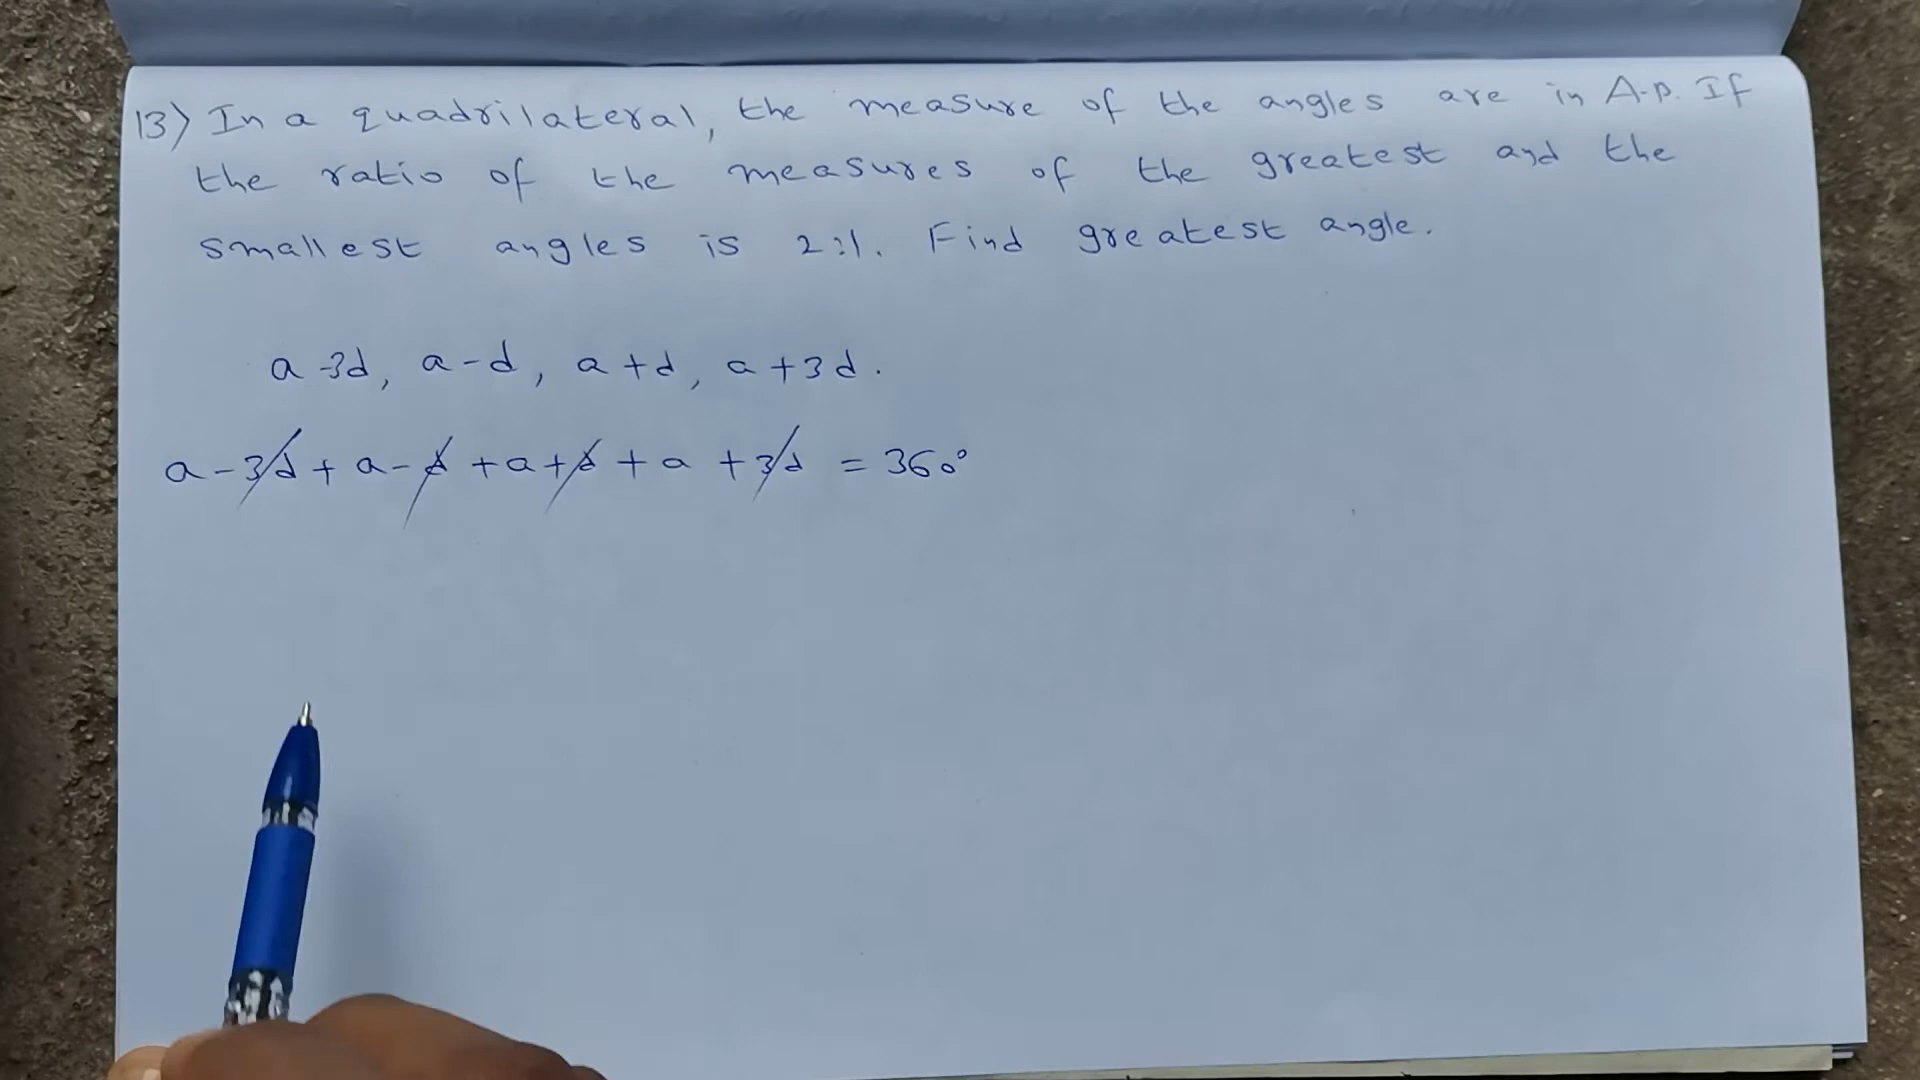 13) In a quadrilateral, the measure of the angles are in A.P. If
the ratio of the measures of the greatest and the
smallest angles is 2:1. Find greatest angle.
a-3d, a-d, a+d, a+3d.
a-3d+a-d+a+d+a+3d = 360°